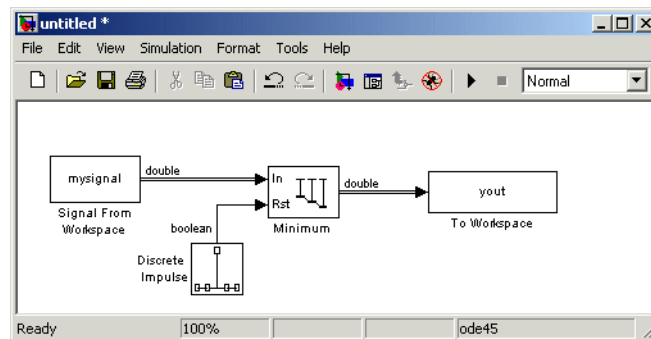 untitled *
File Edit View Simulation Format Tools Help
Normal
mysignal
double
In
Rst
double
yout
Signal From
Workspace
boolean
Minimum
To Workspace
Discrete
Impulse
Ready 100% ode45